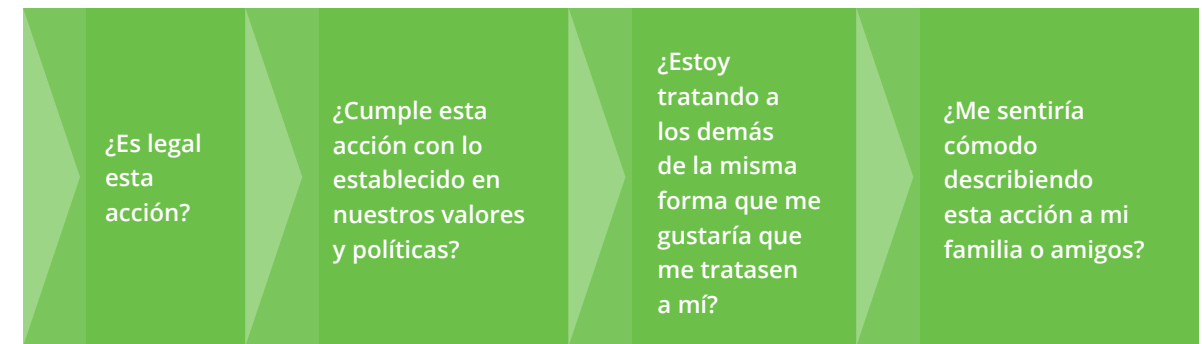 ¿Es legal
esta
acción?
¿Cumple esta
acción con lo
establecido en
nuestros valores
y políticas?
¿Estoy
tratando a
los demás
de la misma
forma que me
gustaría que
me tratasen
a mí?
¿Me sentiría
cómodo
describiendo
esta acción a mi
familia o amigos?